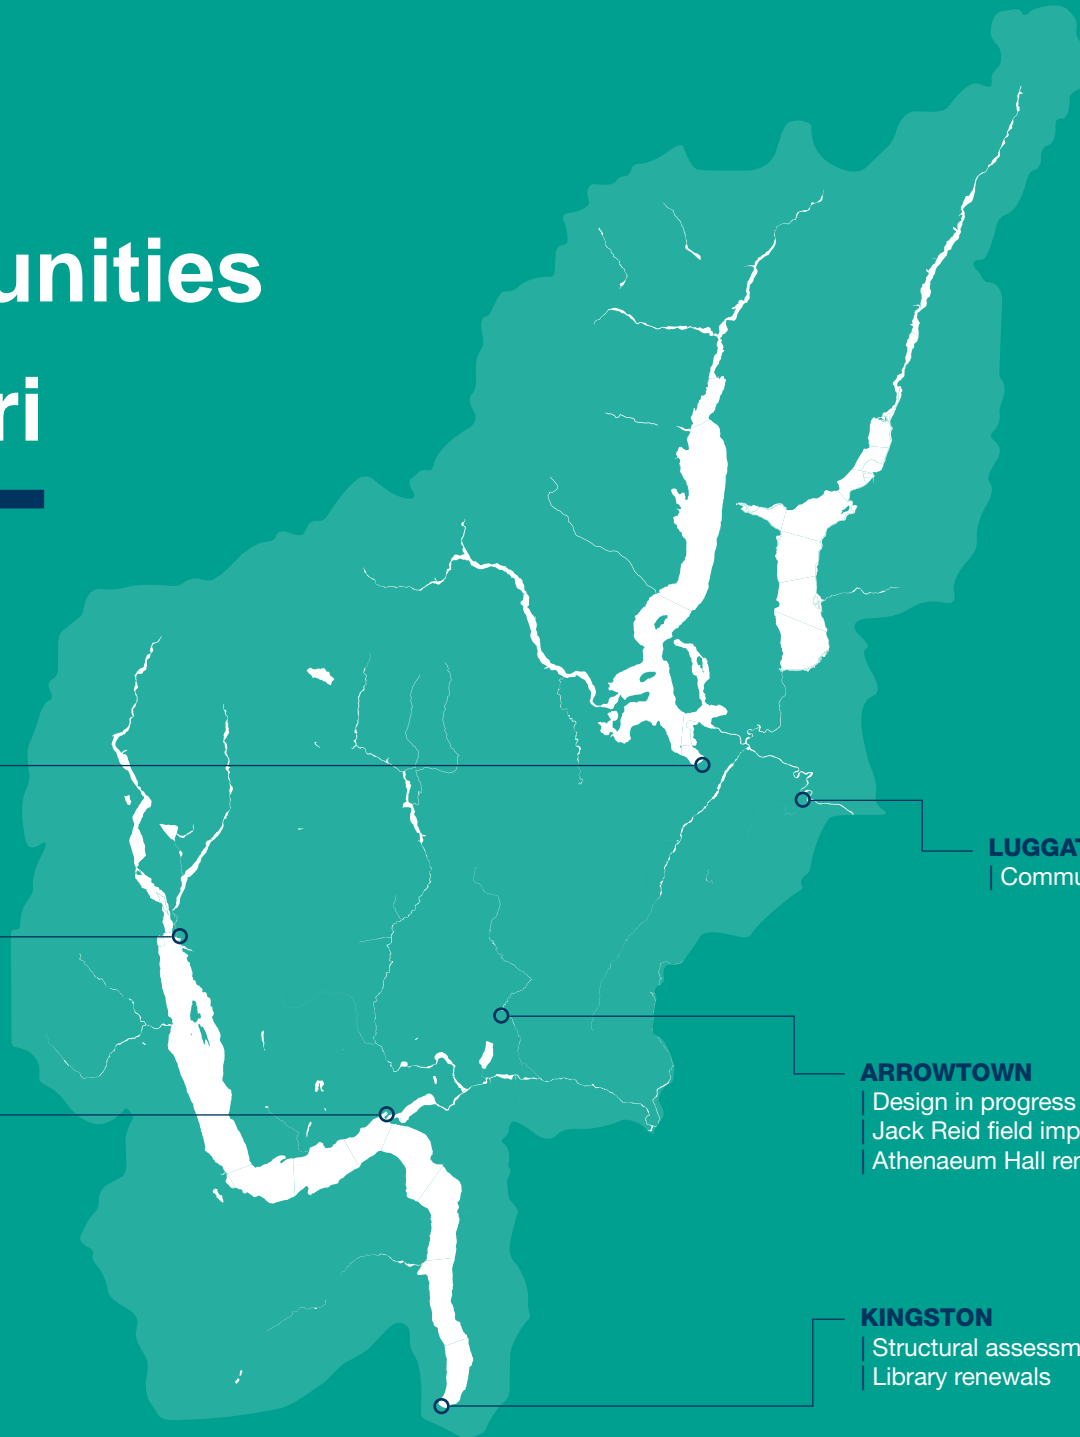 unities
ri
LUGGAT
Commu
ARROWTOWN
Design in progress
Jack Reid field imp
Athenaeum Hall rer
KINGSTON
Structural assessm
Library renewals